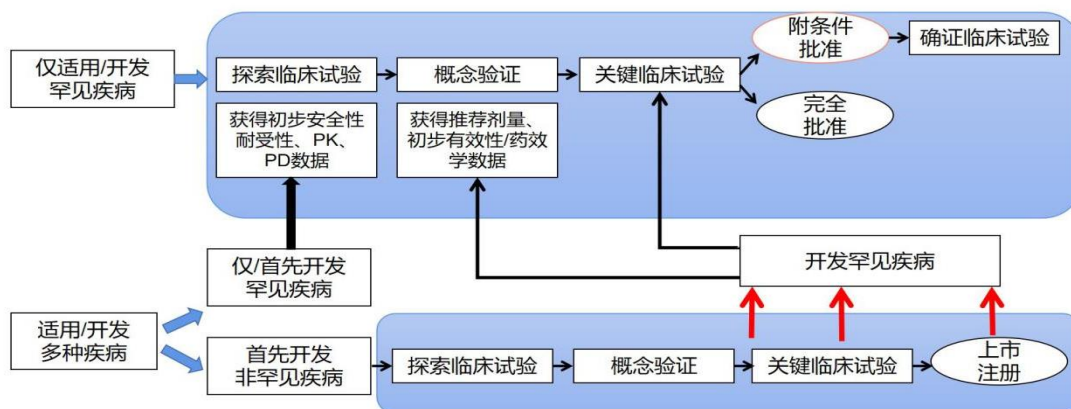 仅适用/开发
罕见疾病
探索临床试验
概念验证
关键临床试验
附条件
批准
确证临床试验
完全
批准
获得初步安全性
耐受性、PK、
PD数据
获得推荐剂量、
初步有效性/药效
学数据
适用/开发
多种疾病
仅/首先开发
罕见疾病
开发罕见疾病
首先开发
非罕见疾病
探索临床试验
概念验证
关键临床试验
上市
注册